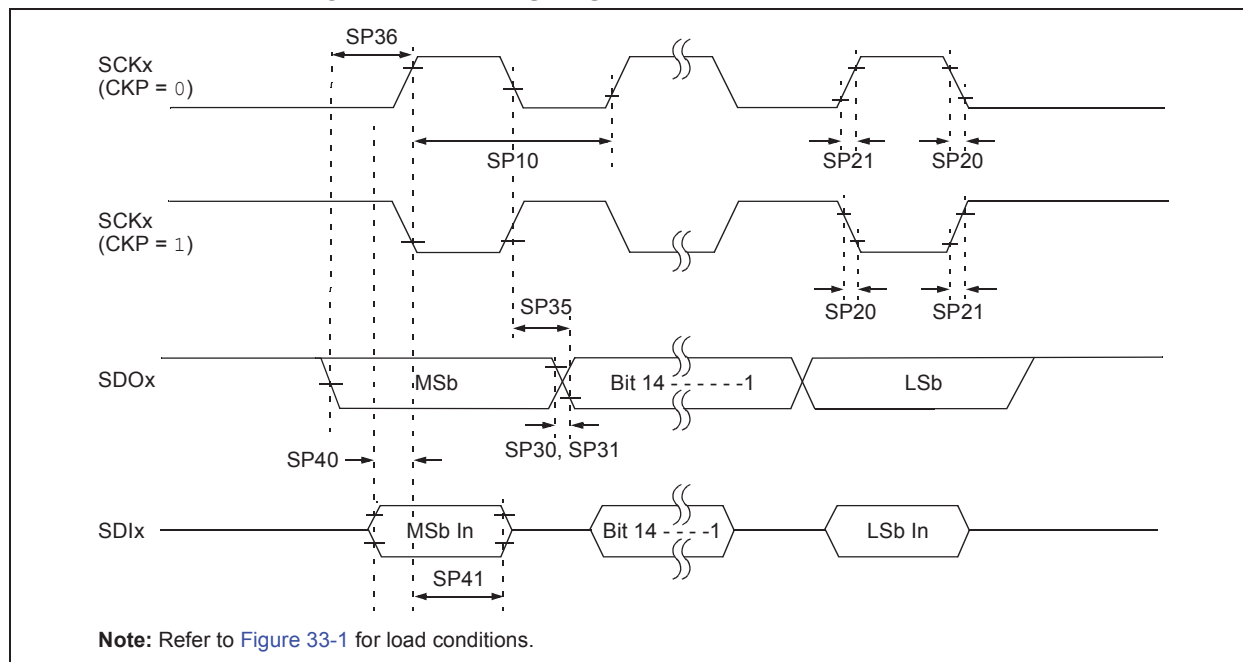 SP36
SCKx
(CKP = 0)
SP10
SP21
SP20
SCKx
(CKP = 1)
SP35
SP20
SP21
SDOx
MSb
Bit 14 - - - - - -1
LSb
SP40
SP30, SP31
SDIx
MSb In
Bit 14 - - - -1
LSb In
SP41
Note: Refer to Figure 33-1 for load conditions.